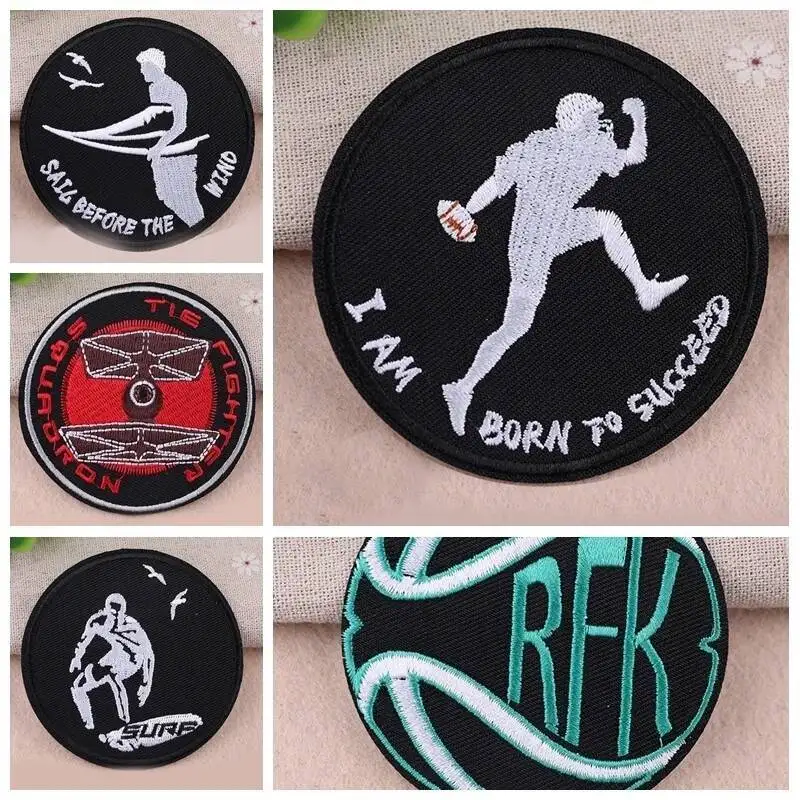 SAIL BEFORE THE WIND
I AM BORN TO SUCCEED
TIE FIGHTER
SQUADRON
SURF
RFK